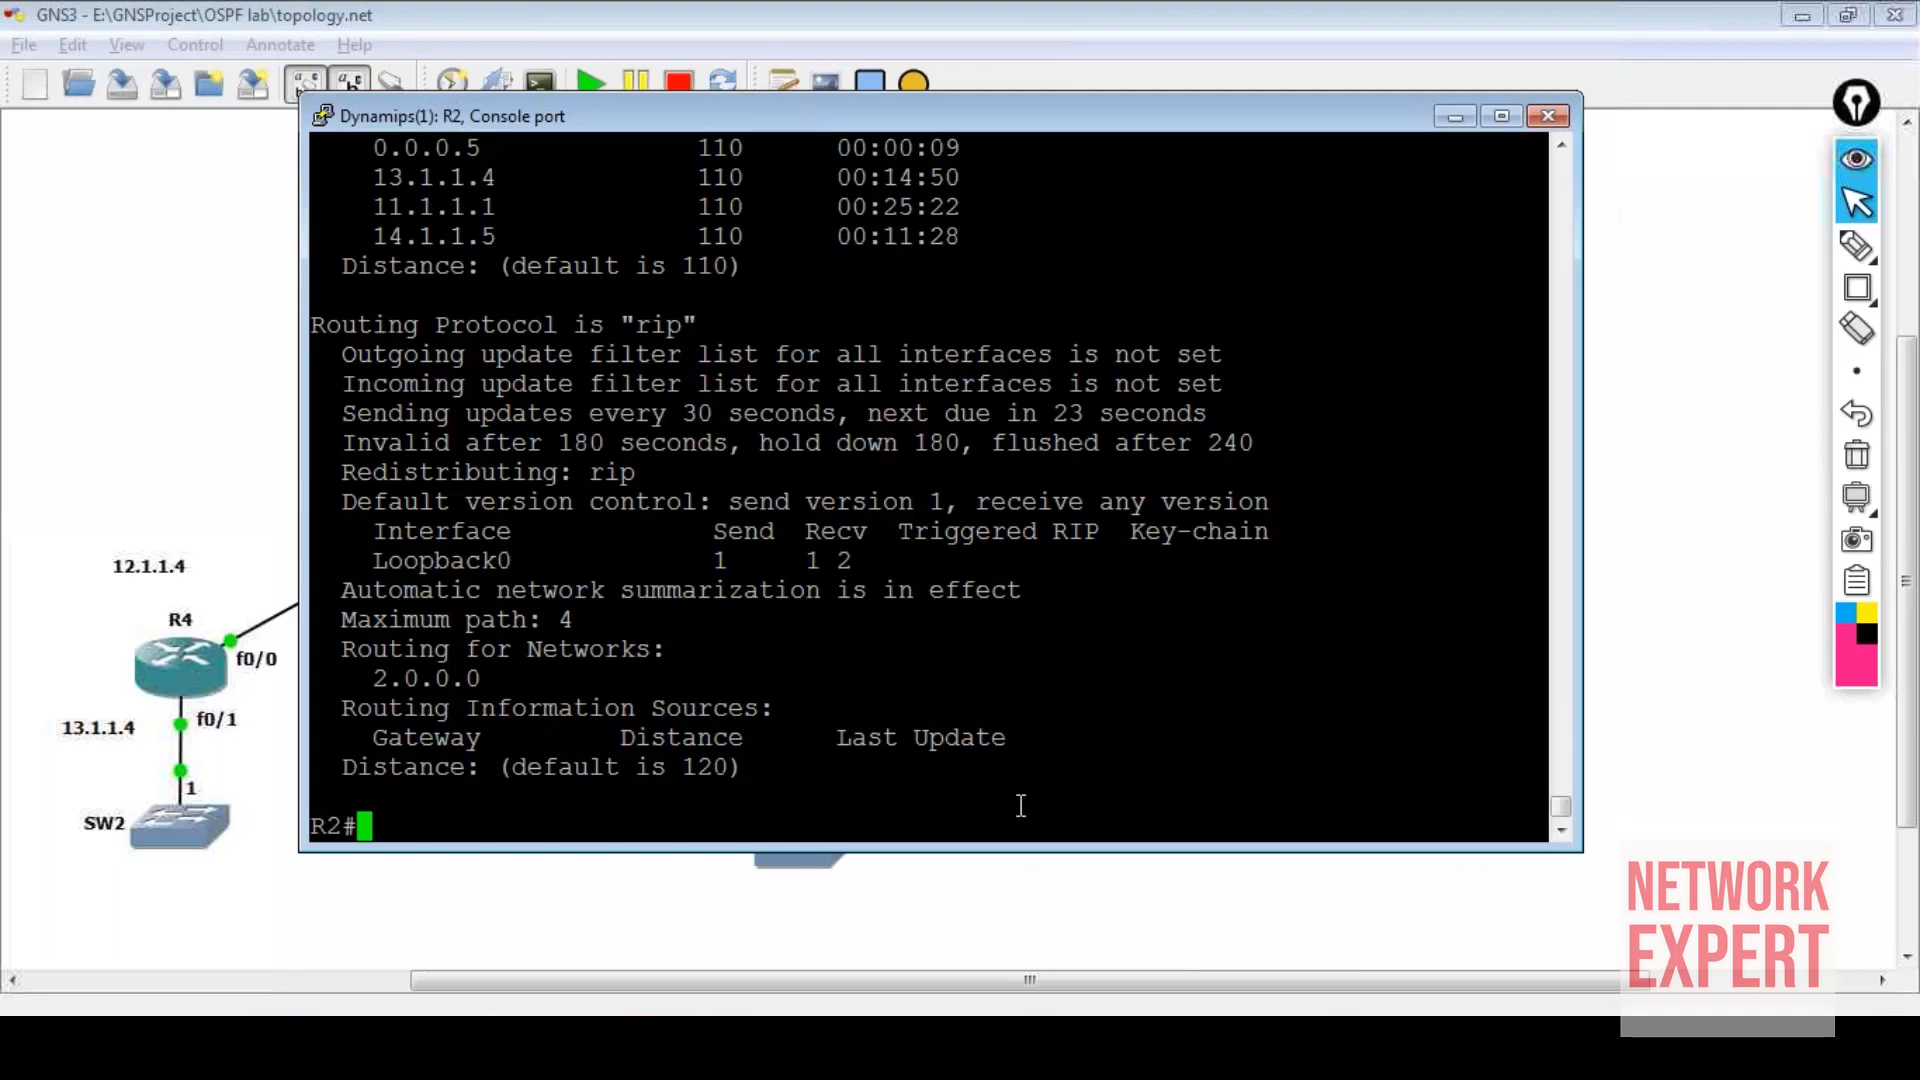 GNS3 - E:\GNSProject\OSPF lab\topology.net
File Edit View Control Annotate Help
Dynamips(1): R2, Console port
0.0.0.5 110 00:00:09
13.1.1.4 110 00:14:50
11.1.1.1 110 00:25:22
14.1.1.5 110 00:11:28
Distance: (default is 110)
Routing Protocol is "rip"
Outgoing update filter list for all interfaces is not set
Incoming update filter list for all interfaces is not set
Sending updates every 30 seconds, next due in 23 seconds
Invalid after 180 seconds, hold down 180, flushed after 240
Redistributing: rip
Default version control: send version 1, receive any version
Interface Send Recv Triggered RIP Key-chain
Loopback0 1 1 2
Automatic network summarization is in effect
Maximum path: 4
Routing for Networks:
2.0.0.0
Routing Information Sources:
Gateway Distance Last Update
Distance: (default is 120)
R2#
12.1.1.4
R4
f0/0
13.1.1.4
f0/1
1
SW2
NETWORK
EXPERT